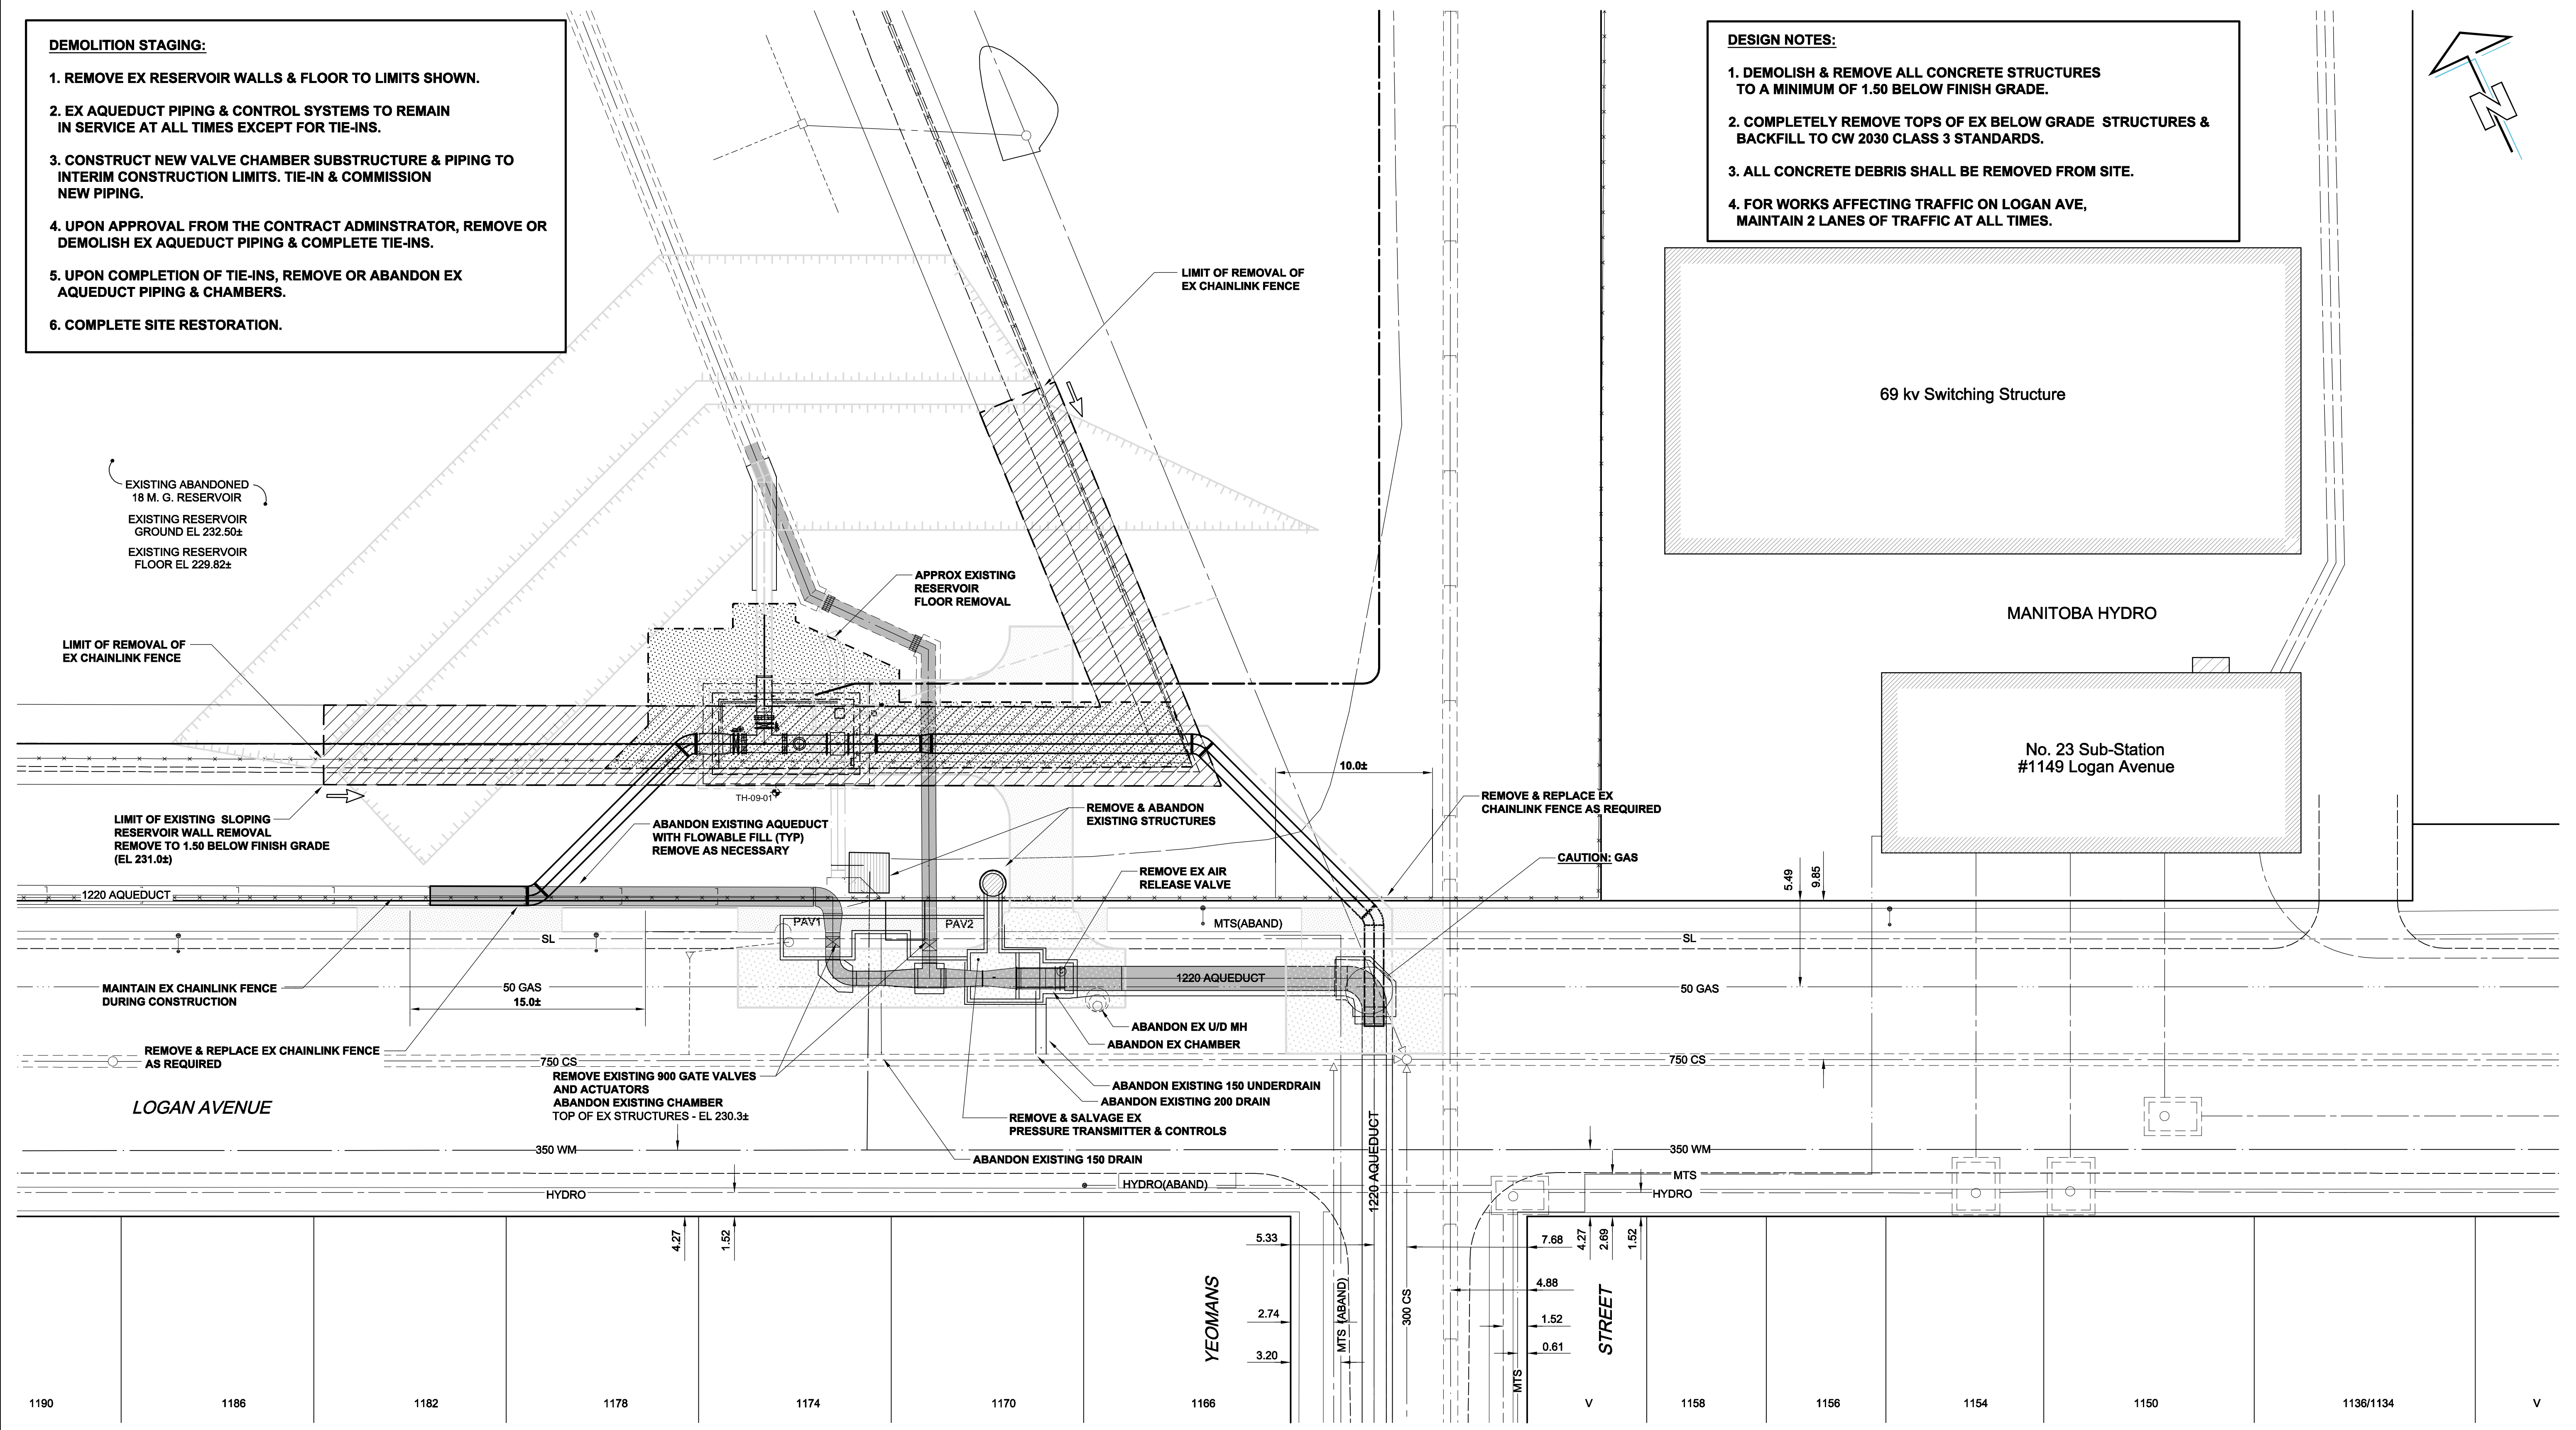 DEMOLITION STAGING:
1. REMOVE EX RESERVOIR WALLS & FLOOR TO LIMITS SHOWN.
2. EX AQUEDUCT PIPING & CONTROL SYSTEMS TO REMAIN
IN SERVICE AT ALL TIMES EXCEPT FOR TIE-INS.
3. CONSTRUCT NEW VALVE CHAMBER SUBSTRUCTURE & PIPING TO
INTERIM CONSTRUCTION LIMITS. TIE-IN & COMMISSION
NEW PIPING.
4. UPON APPROVAL FROM THE CONTRACT ADMINSTRATOR, REMOVE OR
DEMOLISH EX AQUEDUCT PIPING & COMPLETE TIE-INS.
5. UPON COMPLETION OF TIE-INS, REMOVE OR ABANDON EX
AQUEDUCT PIPING & CHAMBERS.
6. COMPLETE SITE RESTORATION.
DESIGN NOTES:
1. DEMOLISH & REMOVE ALL CONCRETE STRUCTURES
TO A MINIMUM OF 1.50 BELOW FINISH GRADE.
2. COMPLETELY REMOVE TOPS OF EX BELOW GRADE STRUCTURES &
BACKFILL TO CW 2030 CLASS 3 STANDARDS.
3. ALL CONCRETE DEBRIS SHALL BE REMOVED FROM SITE.
4. FOR WORKS AFFECTING TRAFFIC ON LOGAN AVE,
MAINTAIN 2 LANES OF TRAFFIC AT ALL TIMES.
N
LIMIT OF REMOVAL OF
EX CHAINLINK FENCE
69 kv Switching Structure
EXISTING ABANDONED
18 M. G. RESERVOIR
EXISTING RESERVOIR
GROUND EL 232.50±
EXISTING RESERVOIR
FLOOR EL 229.82±
APPROX EXISTING
RESERVOIR
FLOOR REMOVAL
MANITOBA HYDRO
LIMIT OF REMOVAL OF
EX CHAINLINK FENCE
No. 23 Sub-Station
#1149 Logan Avenue
10.0±
TH-09-01
REMOVE & REPLACE EX
CHAINLINK FENCE AS REQUIRED
REMOVE & ABANDON
EXISTING STRUCTURES
LIMIT OF EXISTING SLOPING
RESERVOIR WALL REMOVAL
REMOVE TO 1.50 BELOW FINISH GRADE
(EL 231.0±)
ABANDON EXISTING AQUEDUCT
WITH FLOWABLE FILL (TYP)
REMOVE AS NECESSARY
CAUTION: GAS
REMOVE EX AIR
RELEASE VALVE
5.49
9.85
1220 AQUEDUCT
PAV1
PAV2
MTS(ABAND)
SL
SL
1220 AQUEDUCT
MAINTAIN EX CHAINLINK FENCE
DURING CONSTRUCTION
50 GAS
50 GAS
15.0±
ABANDON EX U/D MH
ABANDON EX CHAMBER
REMOVE & REPLACE EX CHAINLINK FENCE
AS REQUIRED
750 CS
750 CS
REMOVE EXISTING 900 GATE VALVES
AND ACTUATORS
ABANDON EXISTING CHAMBER
TOP OF EX STRUCTURES - EL 230.3±
ABANDON EXISTING 150 UNDERDRAIN
ABANDON EXISTING 200 DRAIN
LOGAN AVENUE
REMOVE & SALVAGE EX
PRESSURE TRANSMITTER & CONTROLS
1220 AQUEDUCT
350 WM
350 WM
ABANDON EXISTING 150 DRAIN
MTS
HYDRO(ABAND)
HYDRO
HYDRO
4.27
1.52
5.33
7.68
4.27
2.69
1.52
4.88
YEOMANS
STREET
2.74
MTS (ABAND)
300 CS
1.52
0.61
3.20
MTS
1190
1186
1182
1178
1174
1170
1166
V
1158
1156
1154
1150
1136/1134
V